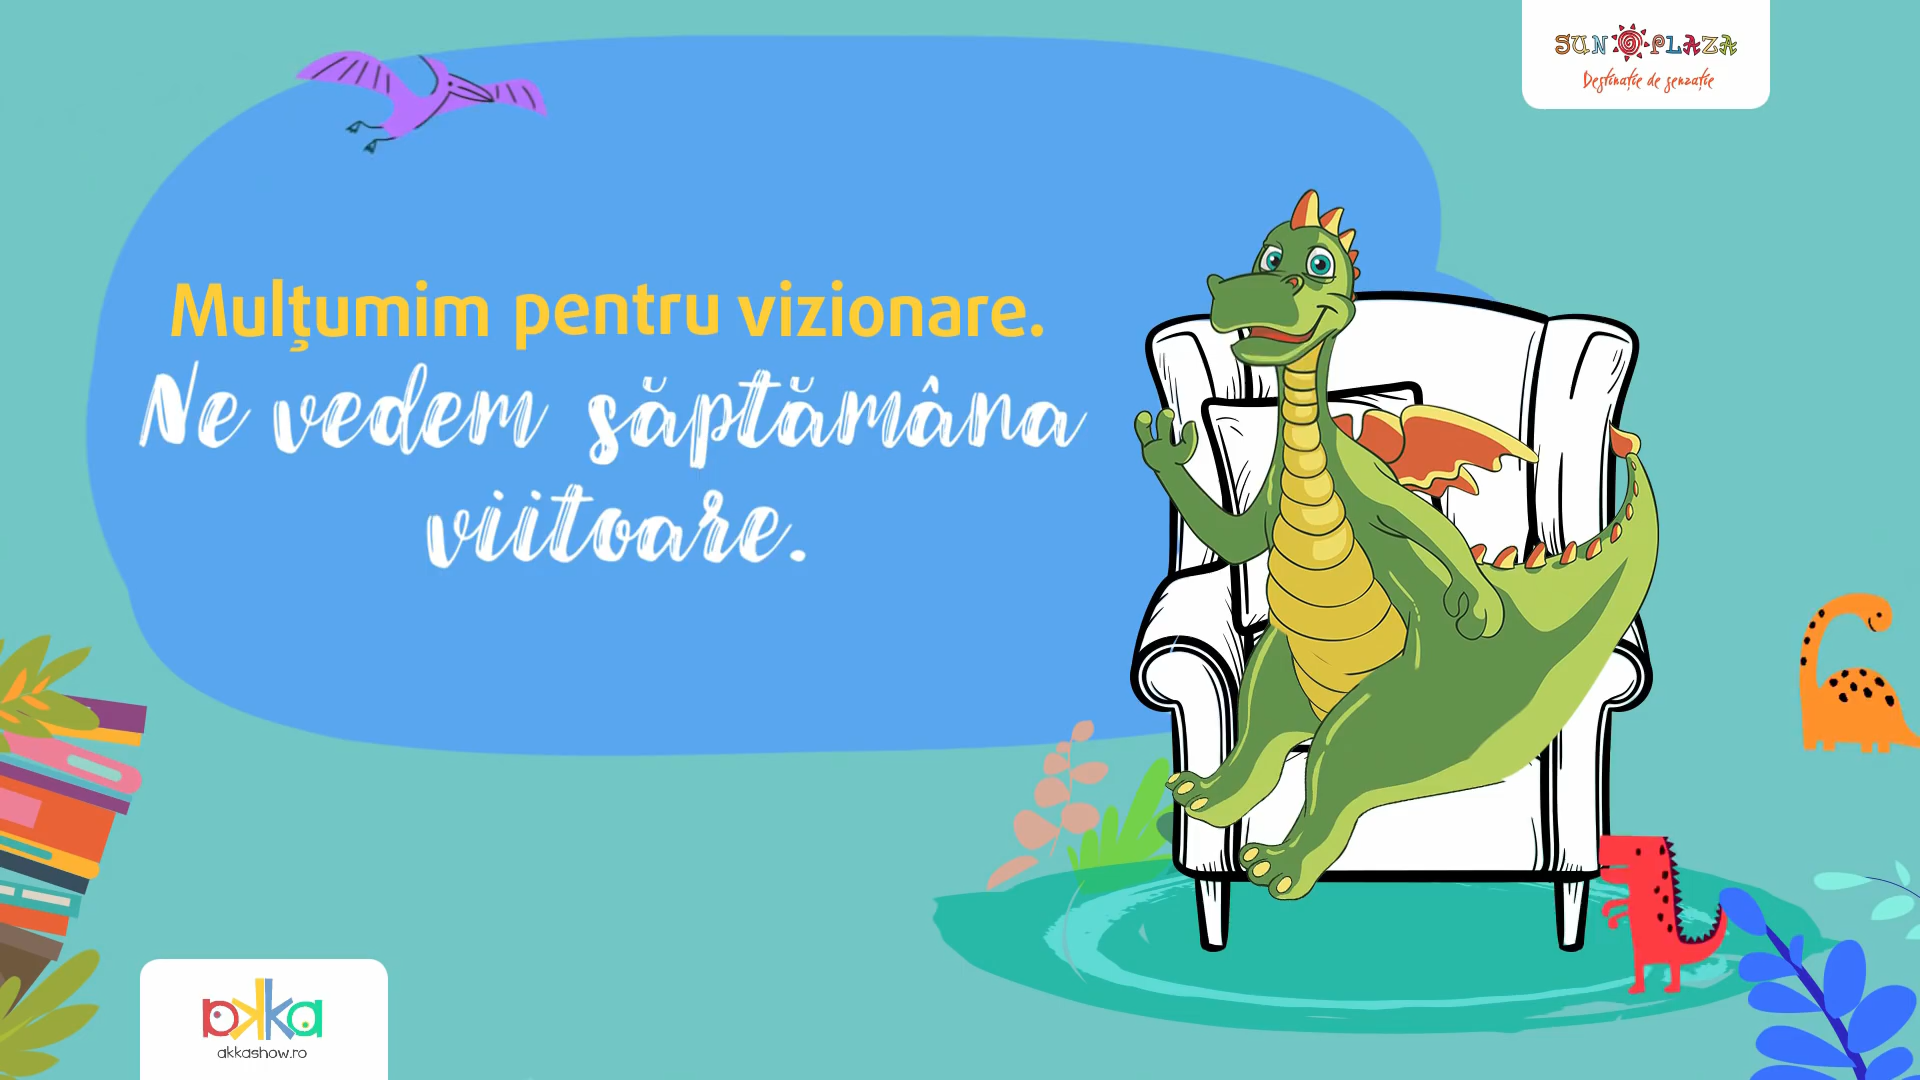 SUN PLAZA
Destinație de senzație
Mulțumim pentru vizionare.
Ne vedem săptămâna
viitoare.
akka
akkashow.ro